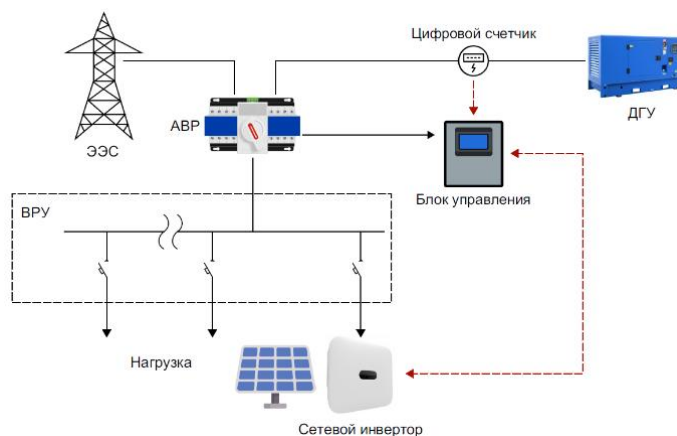 Цифровой счетчик
ЭЭС
АВР
ДГУ
Блок управления
ВРУ
Нагрузка
Сетевой инвертор